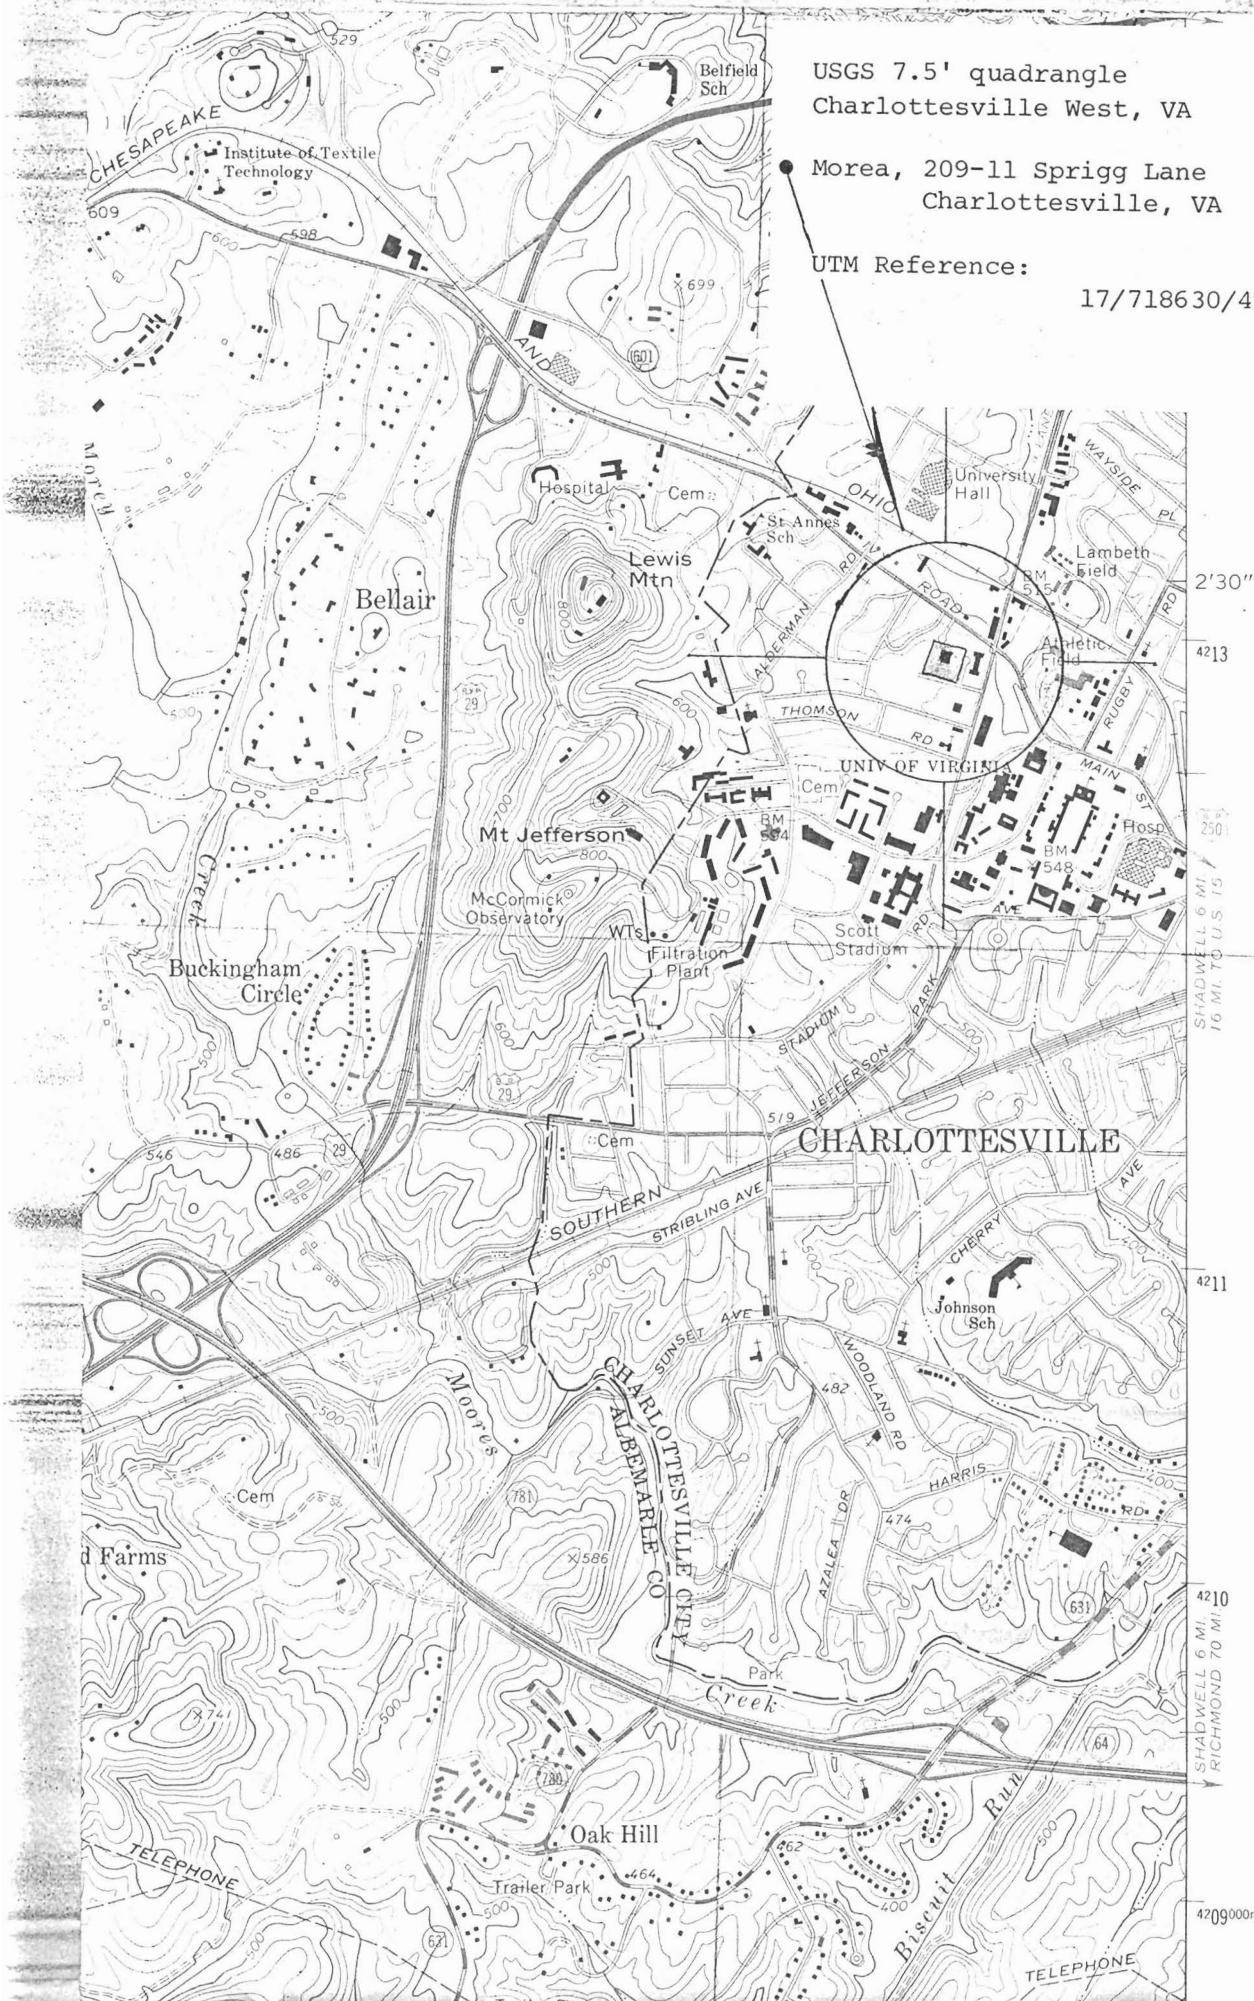 USGS 7.5' quadrangle
Charlottesville West, VA
Morea, 209-11 Sprigg Lane
Charlottesville, VA
UTM Reference:
17/718630/4
529
Belfield
Sch
CHESAPEAKE
Institute of Textile
Technology
609
600
598
699
AND
601
Morey
Hospital
Cem
OHIO
University
Hall
WAYSIDE
PL
St Annes
Sch
Lewis
Mtn
IVY
ROAD
BM
515
Lambeth
Field
2'30"
RD
800
Bellair
ALDERMAN
RD
Athletic
Field
4213
29
500
600
THOMSON
RD
RUGBY
UNIV OF VIRGINIA
MAIN
ST
700
Cem
Mt Jefferson
800
BM
594
BM
548
Hosp
250
Creek
McCormick
Observatory
WTs
Filtration
Plant
Scott
Stadium
RD
AVE
Buckingham
Circle
SHADWELL 6 MI.
16 MI. TO U.S. 15
600
600
STADIUM
PARK
500
JEFFERSON
29
519
CHARLOTTESVILLE
546
486
29
Cem
SOUTHERN
STRIBLING AVE
AVE
CHERRY
400
500
500
4211
Johnson
Sch
SUNSET AVE
WOODLAND RD
482
Moores
500
CHARLOTTESVILLE CITY
ALBEMARLE CO
Cem
781
HARRIS
RD
400
AZALEA DR
474
d Farms
586
631
4210
Park
Creek
741
500
64
SHADWELL 6 MI.
RICHMOND 70 MI.
780
Run
Oak Hill
462
500
TELEPHONE
464
Trailer Park
400
500
Biscuit
4209000m
631
500
TELEPHONE